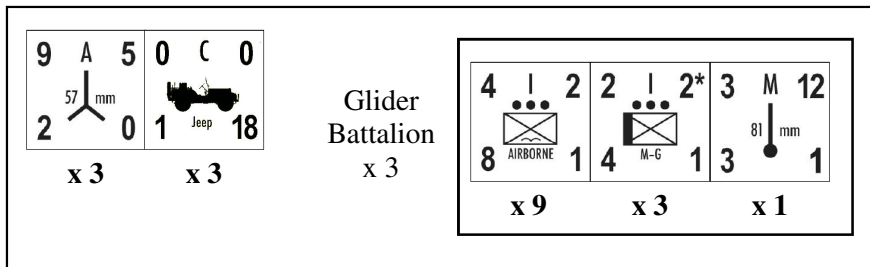 9 A 5
57 mm
2 0
x 3
0 C 0
Jeep
1 18
x 3
Glider
Battalion
x 3
4 I 2
AIRBORNE
8 1
x 9
2 I 2*
M-G
4 1
x 3
3 M 12
81 mm
3 1
x 1